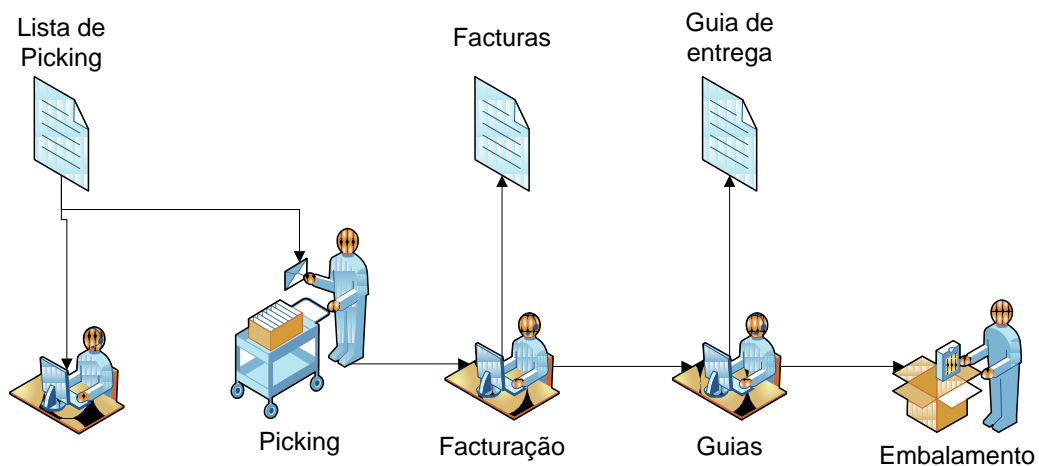 Lista de
Picking
Facturas
Guia de
entrega
Picking
Facturação
Guias
Embalamento